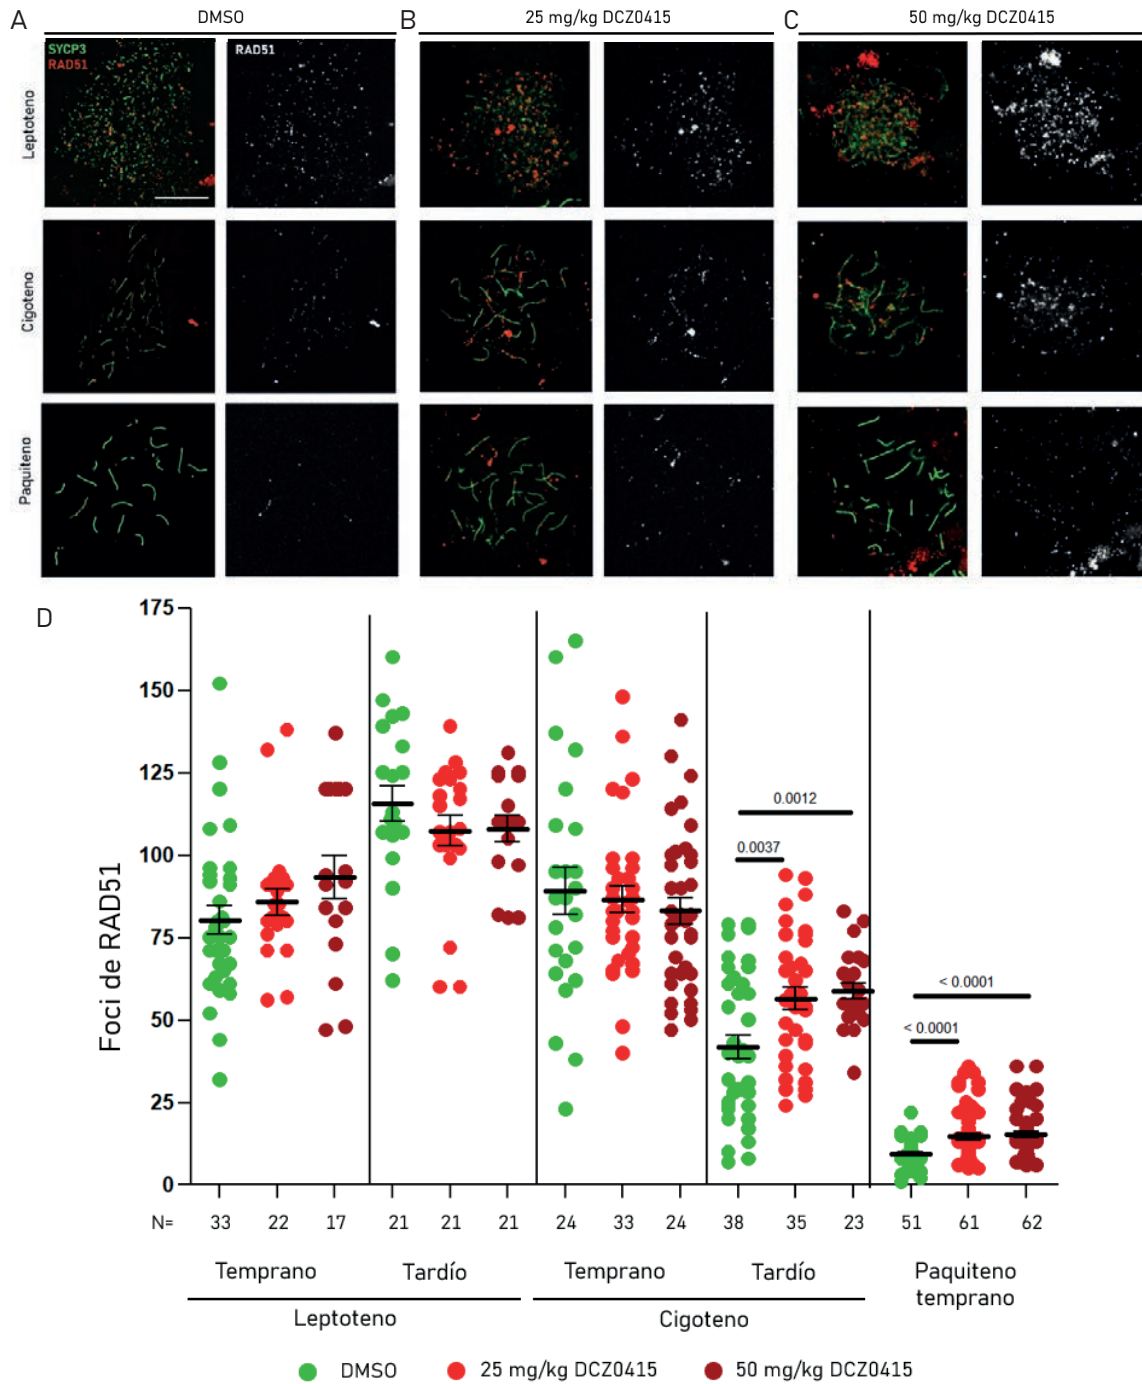 A DMSO B 25 mg/kg DCZ0415 C 50 mg/kg DCZ0415
SYCP3
RAD51
RAD51
Leptoteno
Cigoteno
Paquiteno
D
Foci de RAD51
175
150
125
100
75
50
25
0
0.0012
0.0037
< 0.0001
< 0.0001
N= 33 22 17 21 21 21 24 33 24 38 35 23 51 61 62
Temprano Tardío Temprano Tardío Paquiteno
temprano
Leptoteno Cigoteno
DMSO 25 mg/kg DCZ0415 50 mg/kg DCZ0415